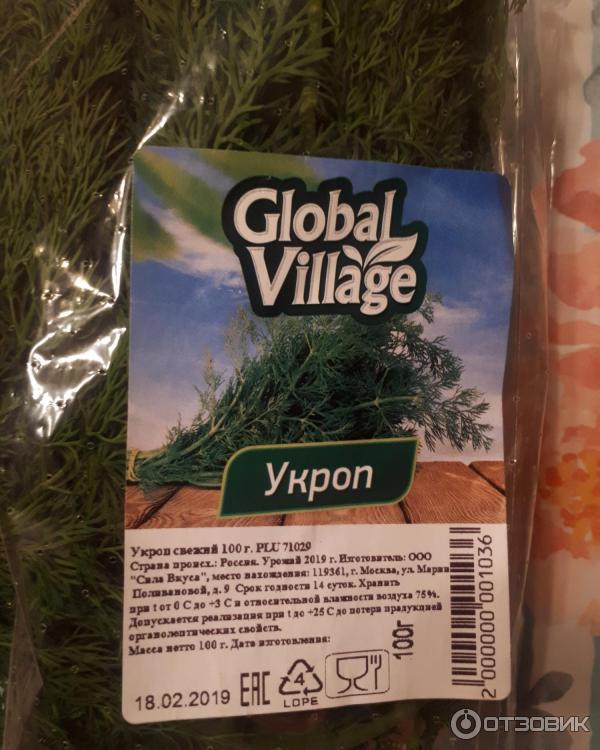 Global
Village
Укроп
Укроп свежий 100 г. PLU 71029
Страна происх.: Россия. Урожай 2019 г. Изготовитель: ООО
"Сила Вкуса", место нахождения: 119361, г. Москва, ул. Марии
Поливановой, д. 9 Срок годности 14 суток. Хранить
при t от 0 С до +3 С и относительной влажности воздуха 75%.
Допускается реализация при t до +25 С до потери продукцией
органолептических свойств.
Масса нетто 100 г. Дата изготовления:
18.02.2019
EAC
4
LDPE
100г
2 000000 001036
ОТЗОВИК